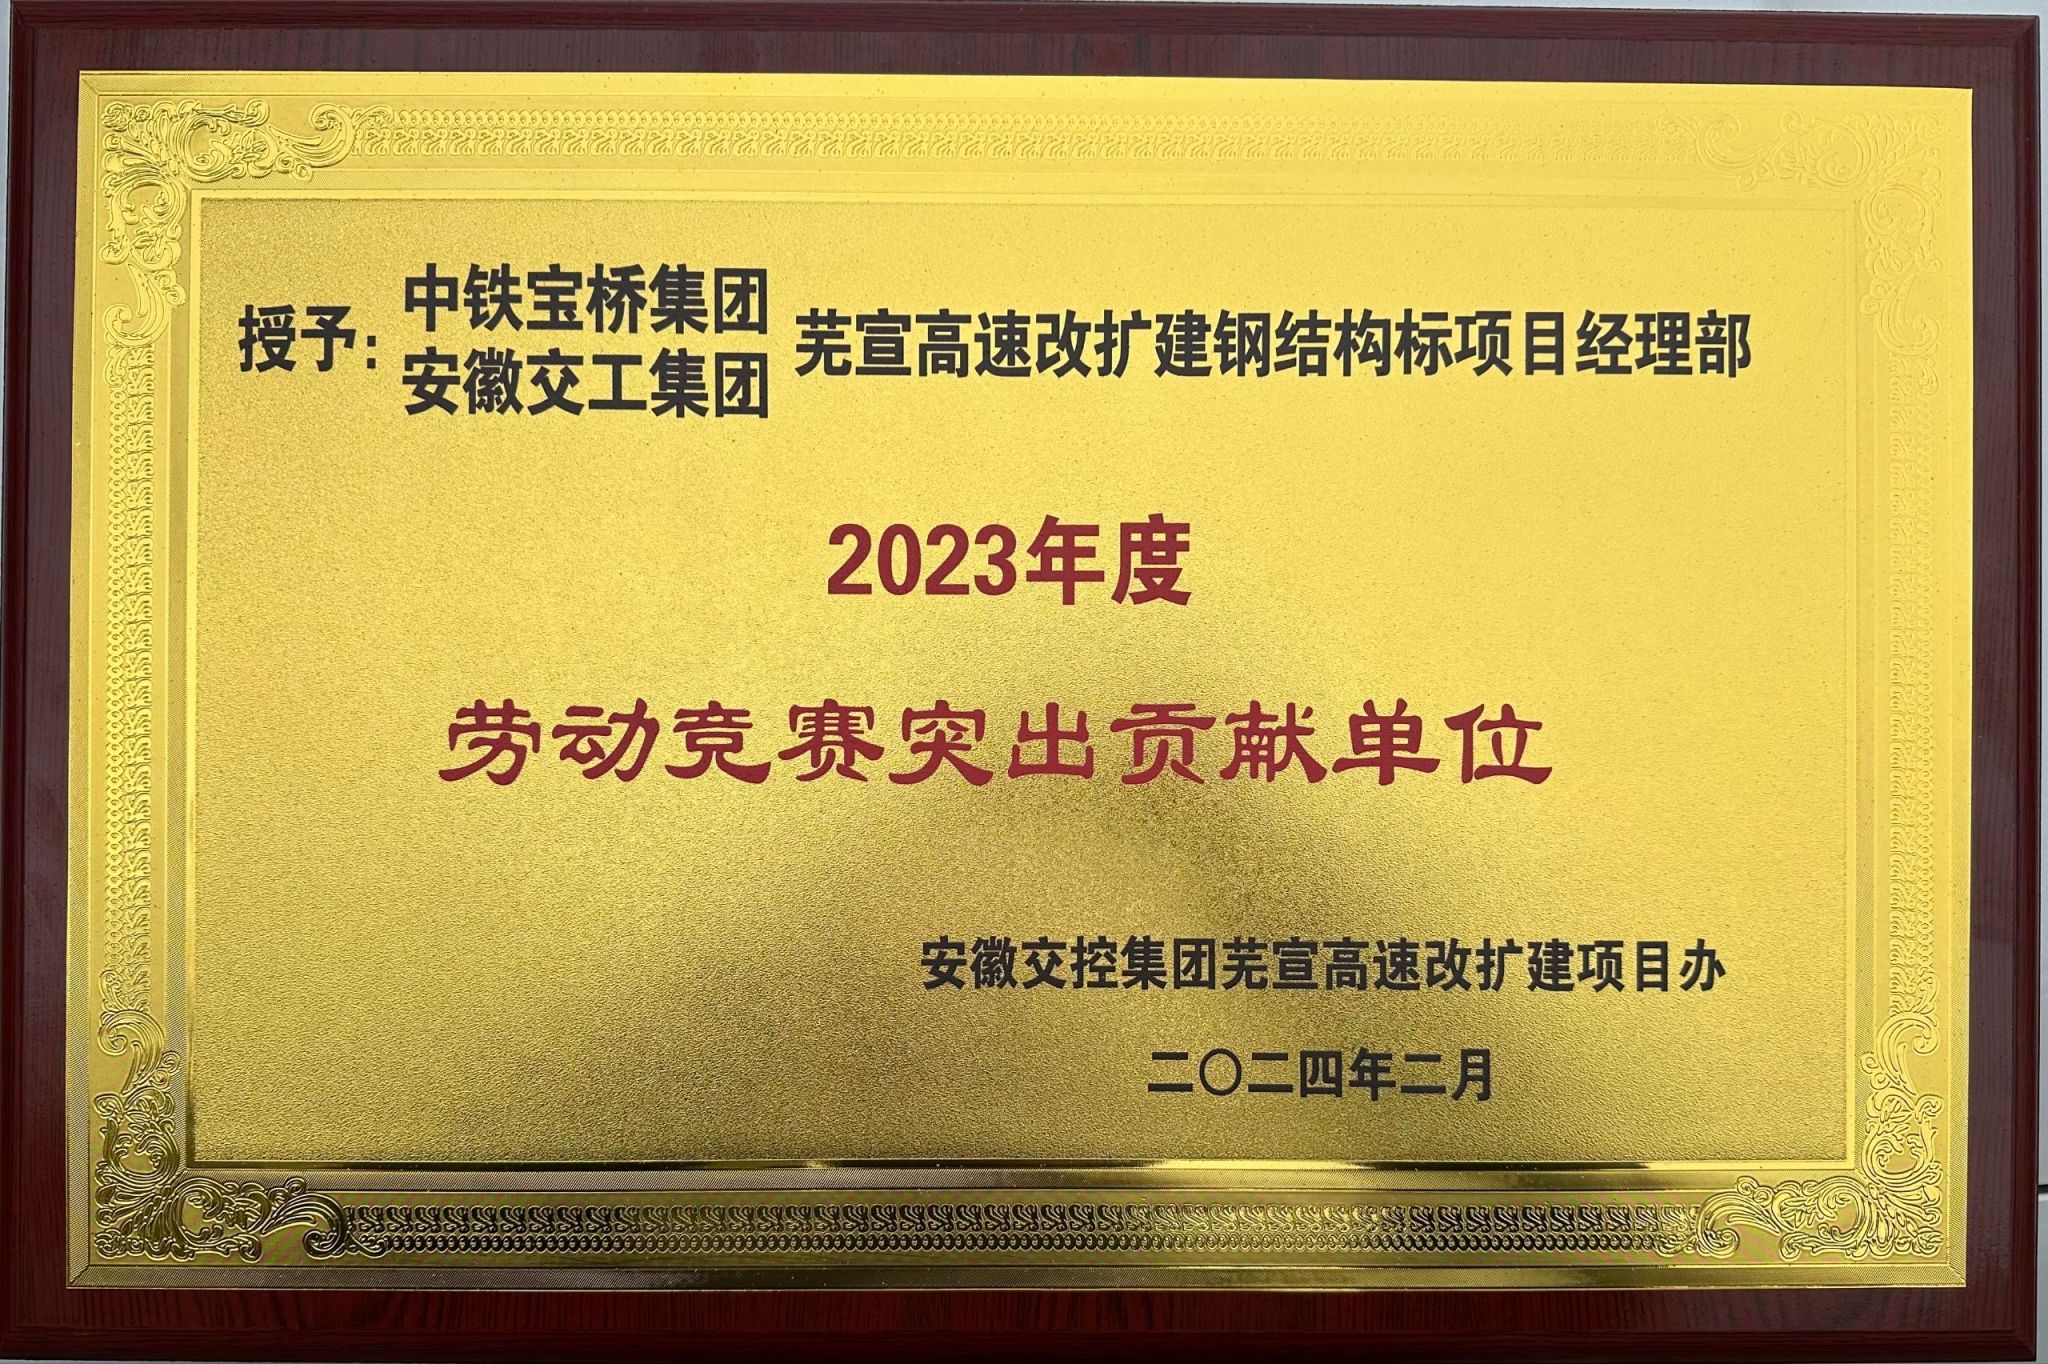 授予:
中铁宝桥集团
安徽交工集团
芜宣高速改扩建钢结构标项目经理部
2023年度
劳动竞赛突出贡献单位
安徽交控集团芜宣高速改扩建项目办
二〇二四年二月